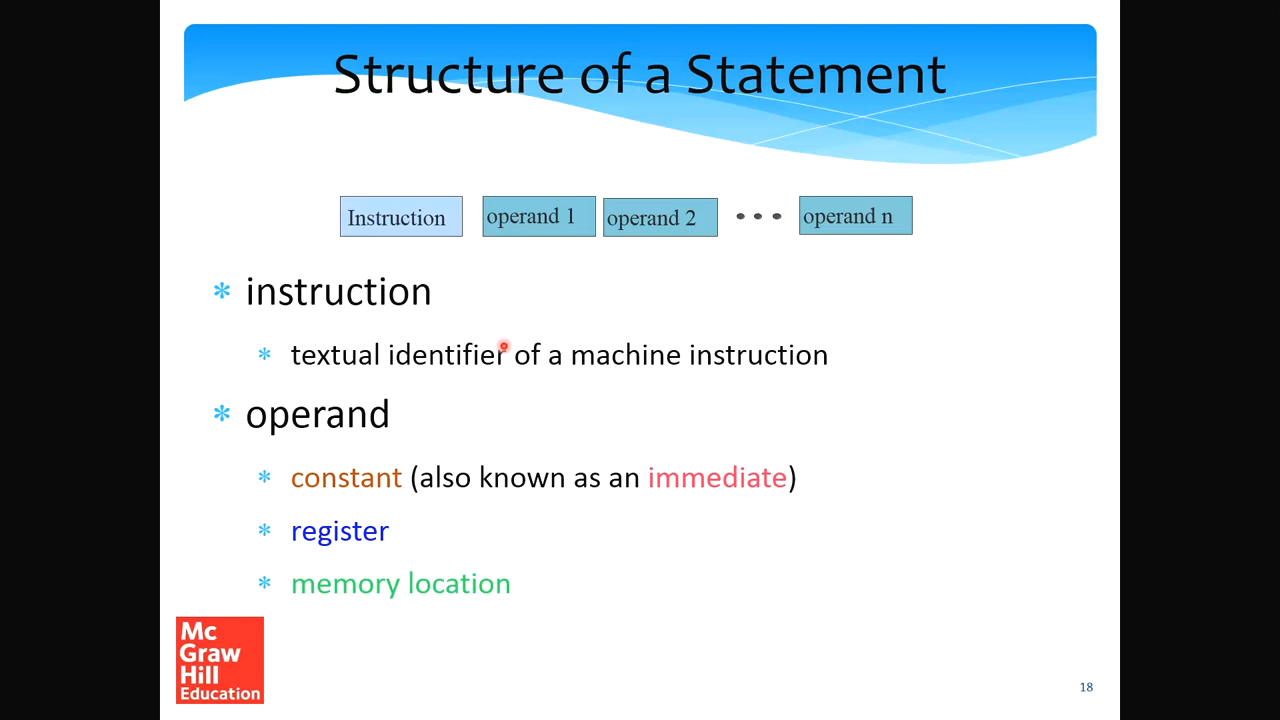 Structure of a Statement
Instruction operand 1 operand 2 • • • operand n
* instruction
* textual identifier of a machine instruction
* operand
* constant (also known as an immediate)
* register
* memory location
Mc
Graw
Hill
Education
18